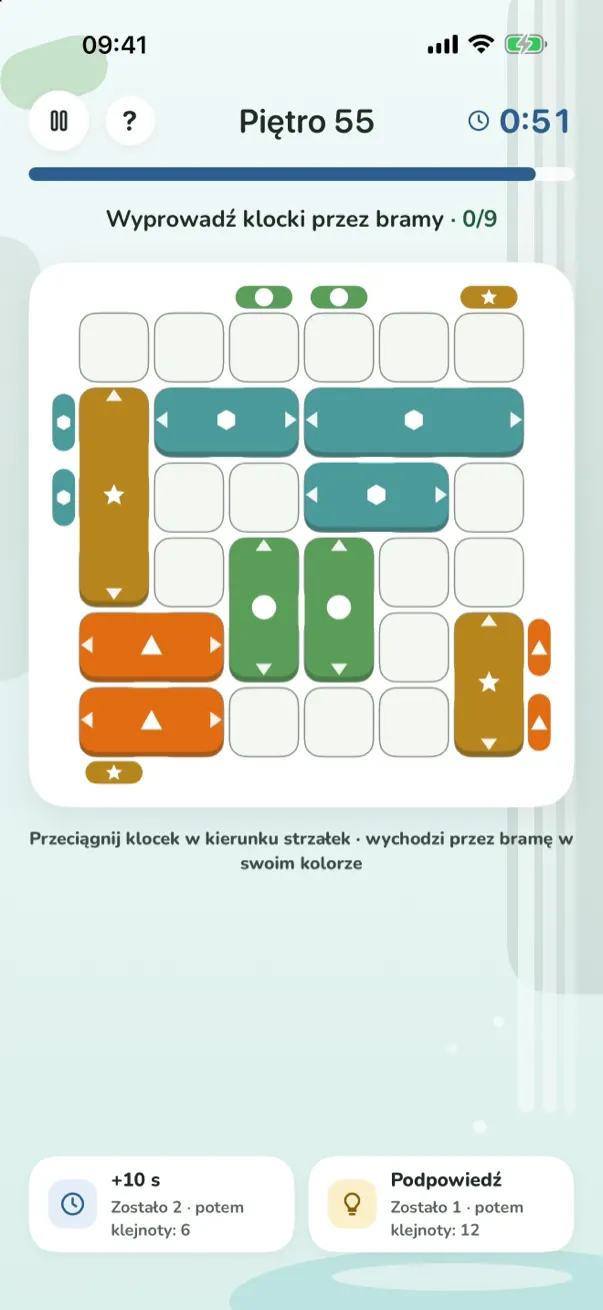 09:41
?
Piętro 55
0:51
Wyprowadź klocki przez bramy · 0/9
Przeciągnij klocek w kierunku strzałek · wychodzi przez bramę w
swoim kolorze
+10 s
Zostało 2 · potem
klejnoty: 6
Podpowiedź
Zostało 1 · potem
klejnoty: 12